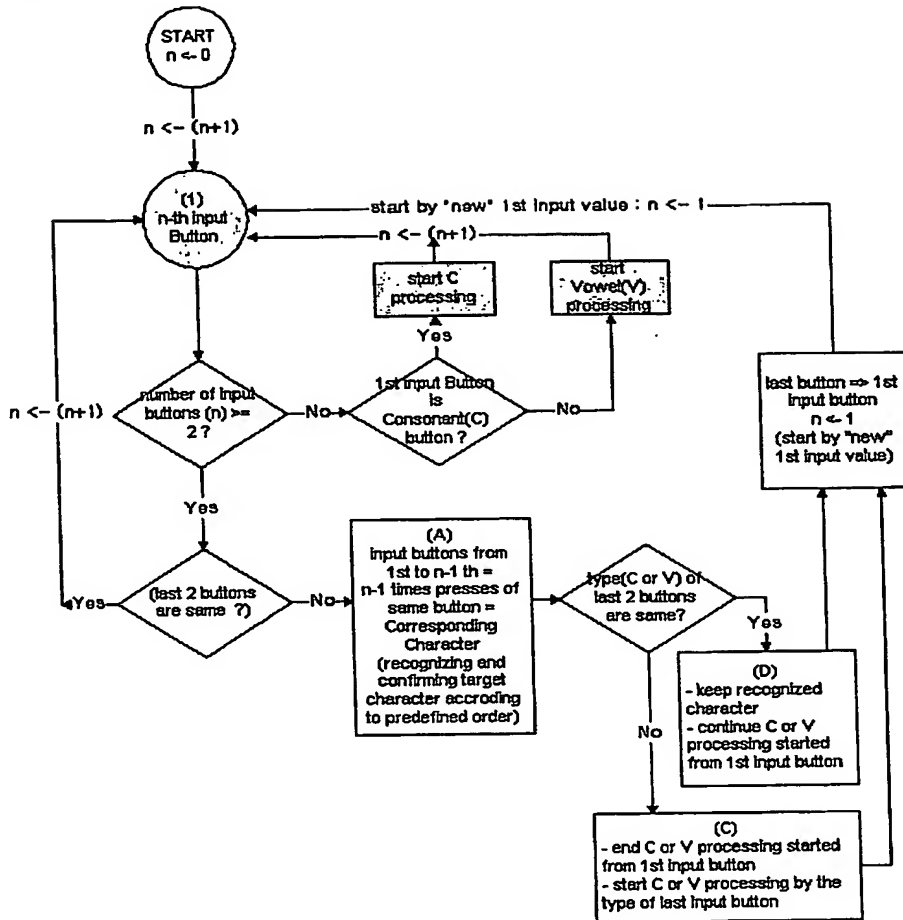 START
n <- 0
n <- (n+1)
(1)
n-th input
Button
start by "new" 1st input value : n <- 1
n <- (n+1)
start C
processing
start
Vowel(V)
processing
Yes
number of input
buttons (n) >=
2 ?
No
1st input Button
is
Consonant(C)
button ?
No
last button => 1st
input button
n <- 1
(start by "new"
1st input value)
n <- (n+1)
Yes
(last 2 buttons
are same ?)
Yes
No
(A)
input buttons from
1st to n-1 th =
n-1 times presses of
same button =
Corresponding
Character
(recognizing and
confirming target
character accroding
to predefined order)
type(C or V) of
last 2 buttons
are same?
Yes
(D)
- keep recognized
character
- continue C or V
processing started
from 1st input button
No
(C)
- end C or V processing started
from 1st input button
- start C or V processing by the
type of last input button